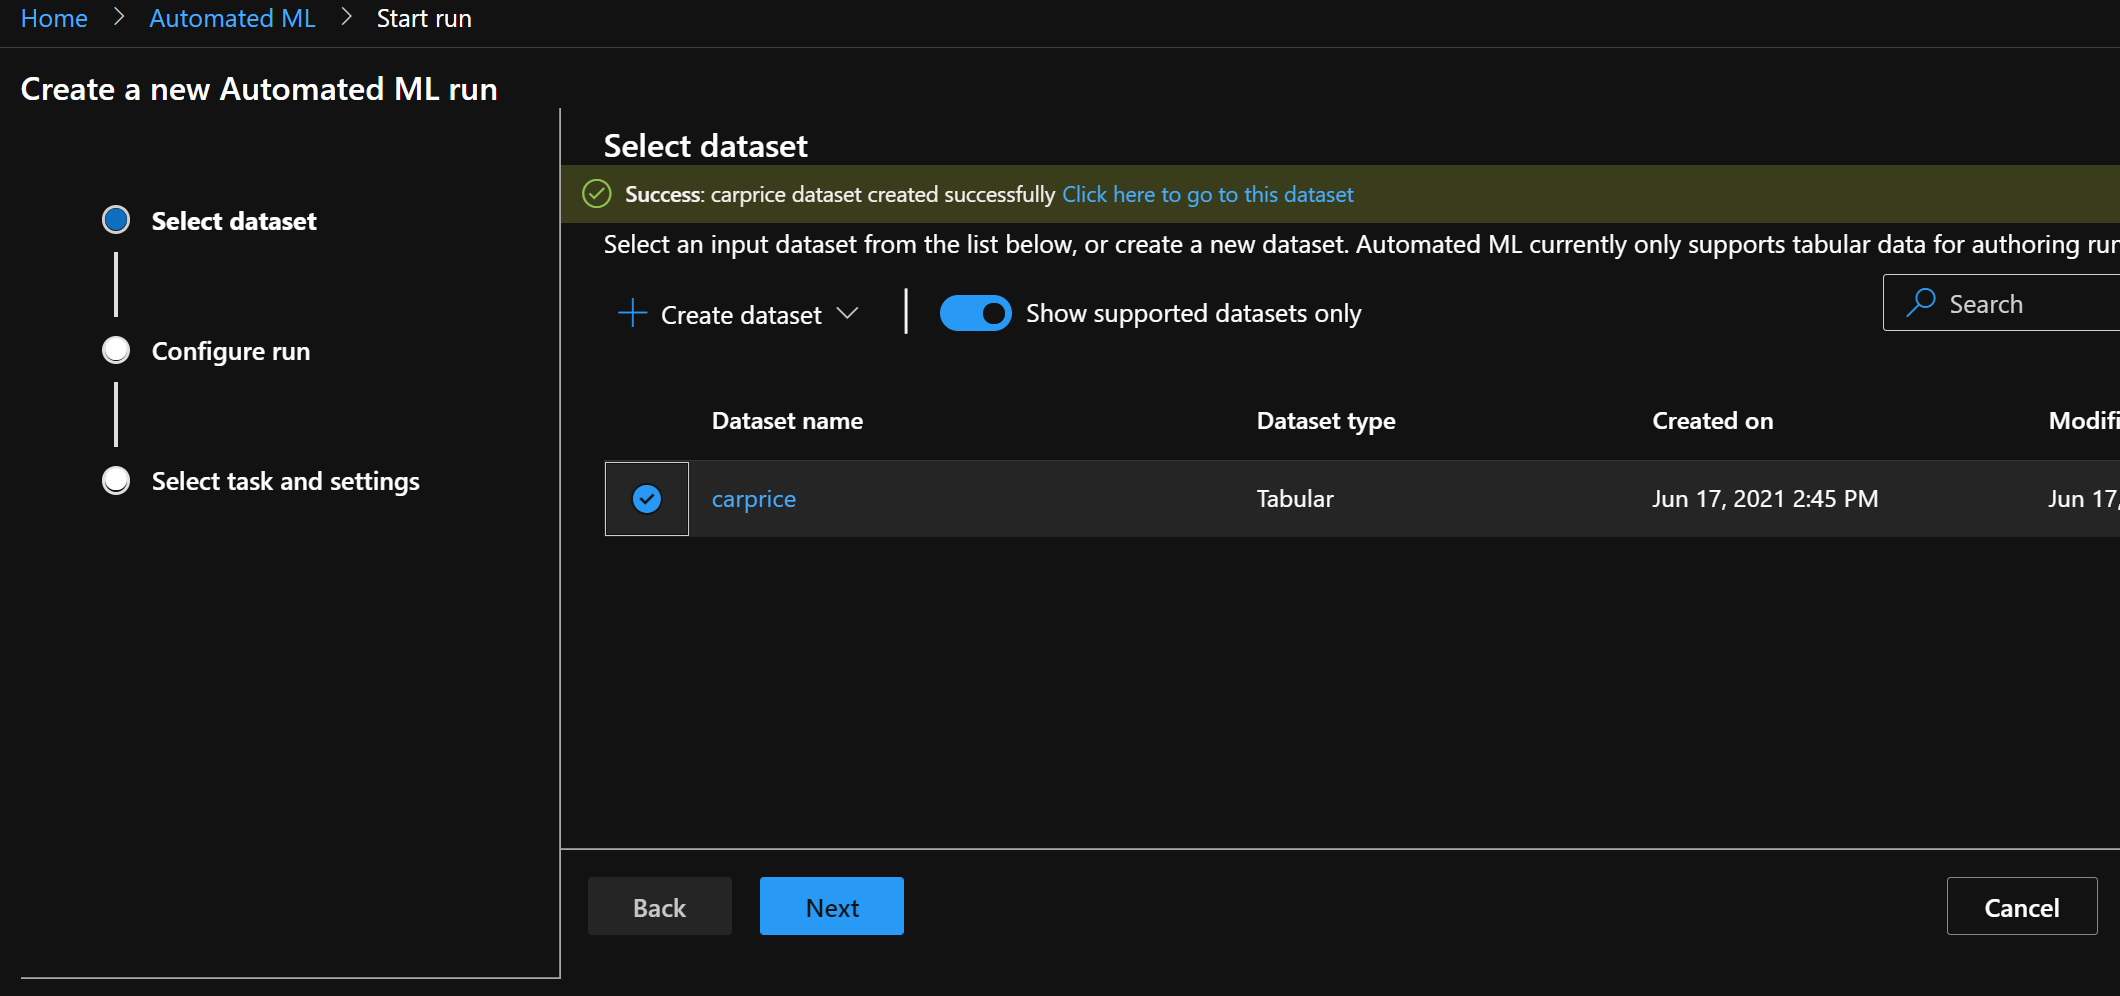 Home > Automated ML > Start run
Create a new Automated ML run
Select dataset
Configure run
Select task and settings
Select dataset
Success: carprice dataset created successfully Click here to go to this dataset
Select an input dataset from the list below, or create a new dataset. Automated ML currently only supports tabular data for authoring run
Create dataset
Show supported datasets only
Search
Dataset name Dataset type Created on Modifi
carprice Tabular Jun 17, 2021 2:45 PM Jun 17,
Back Next Cancel